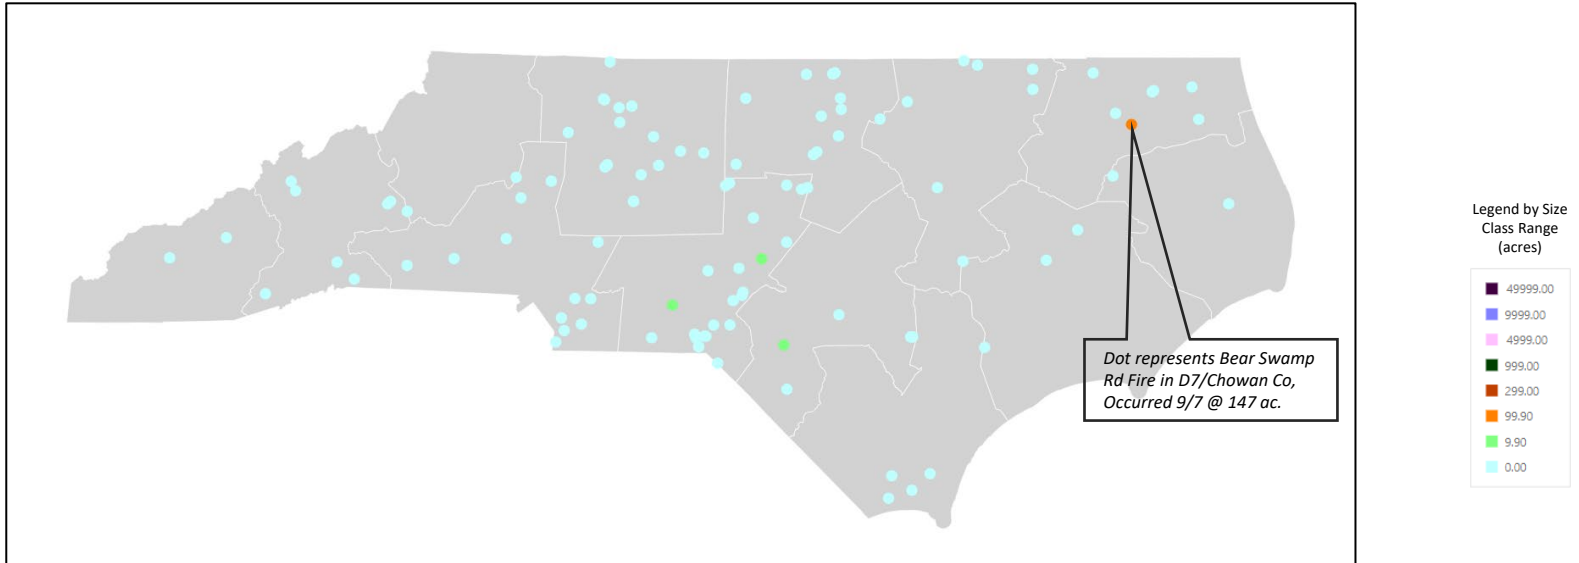 Legend by Size
Class Range
(acres)
49999.00
9999.00
4999.00
999.00
299.00
99.90
9.90
0.00
Dot represents Bear Swamp
Rd Fire in D7/Chowan Co,
Occurred 9/7 @ 147 ac.